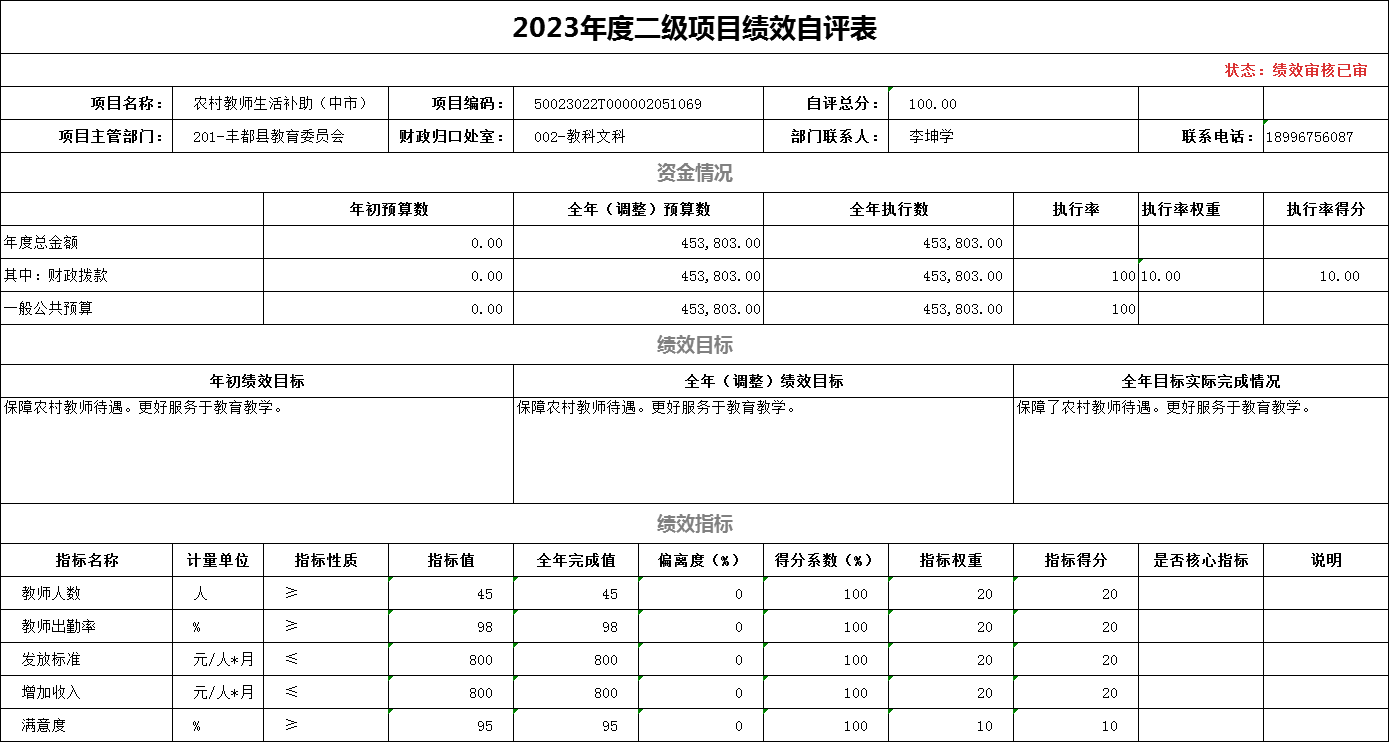 2023年度二级项目绩效自评表
状态：绩效审核已审
项目名称： 农村教师生活补助（中市） 项目编码： 50023022T000002051069 自评总分： 100.00
项目主管部门： 201-丰都县教育委员会 财政归口处室： 002-教科文科 部门联系人： 李坤学 联系电话： 18996756087
资金情况
年初预算数 全年（调整）预算数 全年执行数 执行率 执行率权重 执行率得分
年度总金额 0.00 453,803.00 453,803.00
其中：财政拨款 0.00 453,803.00 453,803.00 100 10.00 10.00
一般公共预算 0.00 453,803.00 453,803.00 100
绩效目标
年初绩效目标 全年（调整）绩效目标 全年目标实际完成情况
保障农村教师待遇。更好服务于教育教学。 保障农村教师待遇。更好服务于教育教学。 保障了农村教师待遇。更好服务于教育教学。
绩效指标
指标名称 计量单位 指标性质 指标值 全年完成值 偏离度（%） 得分系数（%） 指标权重 指标得分 是否核心指标 说明
教师人数 人 ≥ 45 45 0 100 20 20
教师出勤率 % ≥ 98 98 0 100 20 20
发放标准 元/人*月 ≤ 800 800 0 100 20 20
增加收入 元/人*月 ≤ 800 800 0 100 20 20
满意度 % ≥ 95 95 0 100 10 10